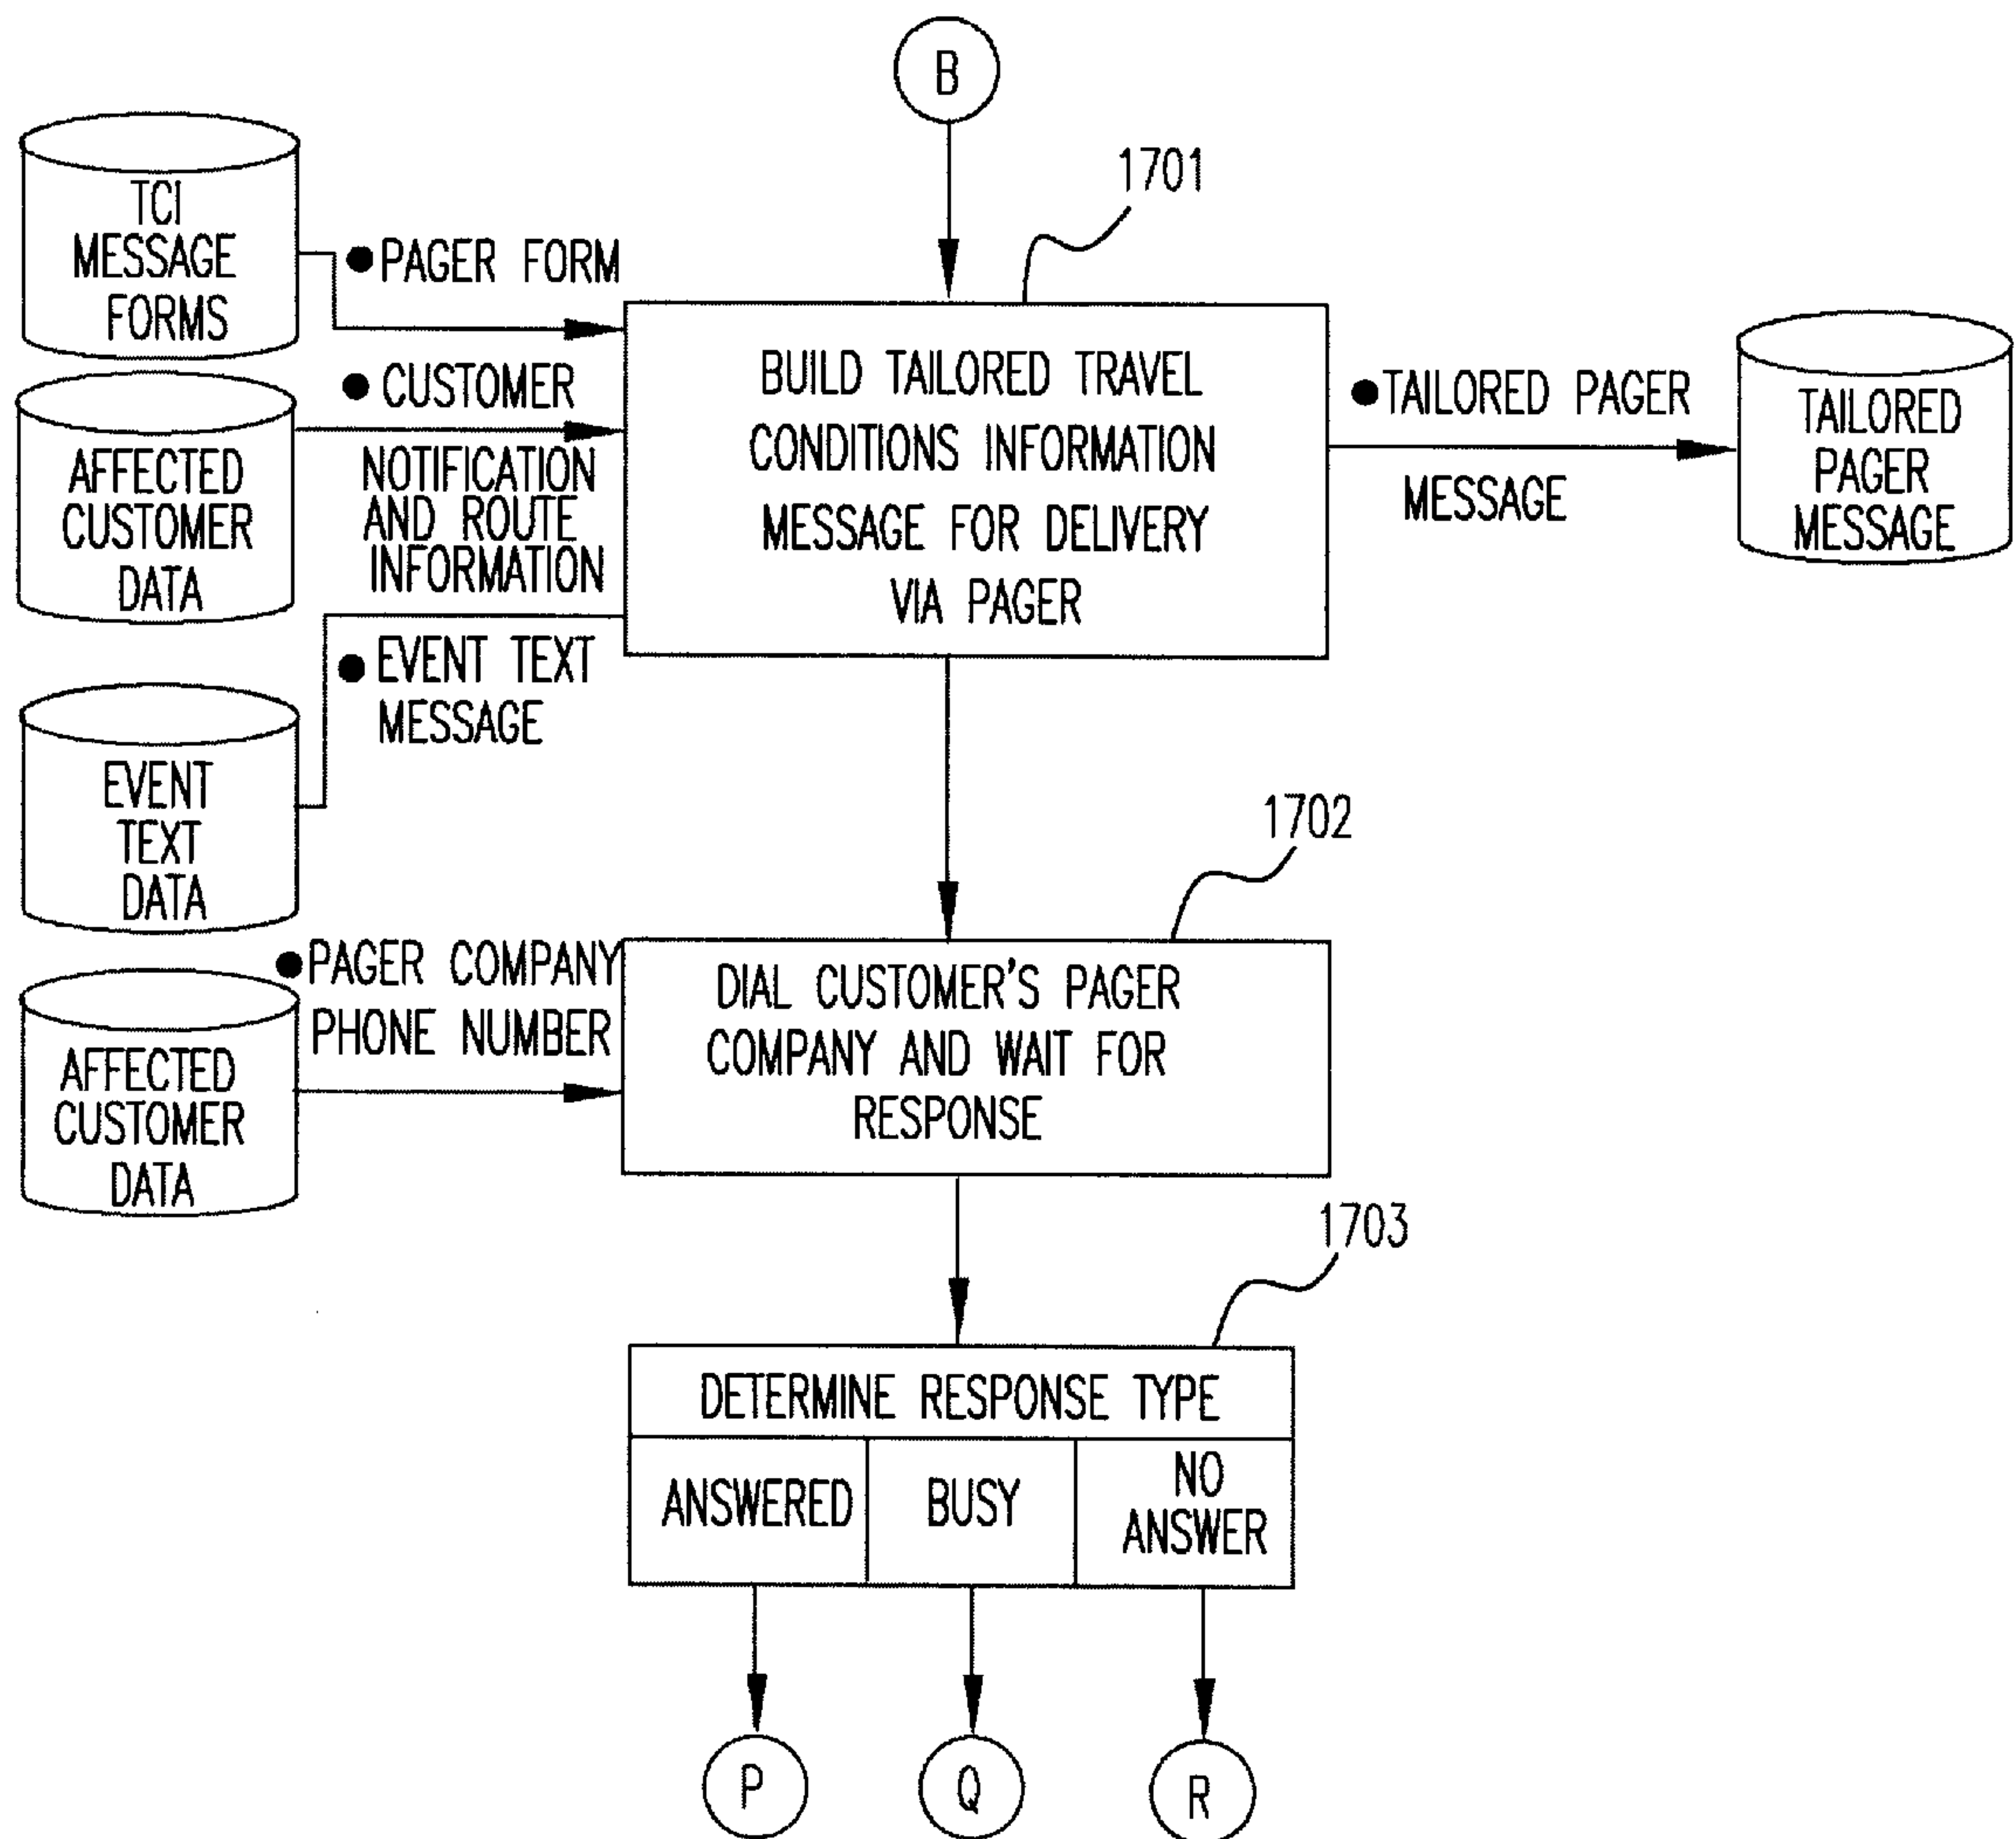 B
1701
TCI
MESSAGE
FORMS
● PAGER FORM
AFFECTED
CUSTOMER
DATA
● CUSTOMER
NOTIFICATION
AND ROUTE
INFORMATION
BUILD TAILORED TRAVEL
CONDITIONS INFORMATION
MESSAGE FOR DELIVERY
VIA PAGER
● TAILORED PAGER
MESSAGE
TAILORED
PAGER
MESSAGE
● EVENT TEXT
MESSAGE
EVENT
TEXT
DATA
1702
● PAGER COMPANY
PHONE NUMBER
AFFECTED
CUSTOMER
DATA
DIAL CUSTOMER'S PAGER
COMPANY AND WAIT FOR
RESPONSE
1703
DETERMINE RESPONSE TYPE
ANSWERED
BUSY
NO
ANSWER
P
Q
R